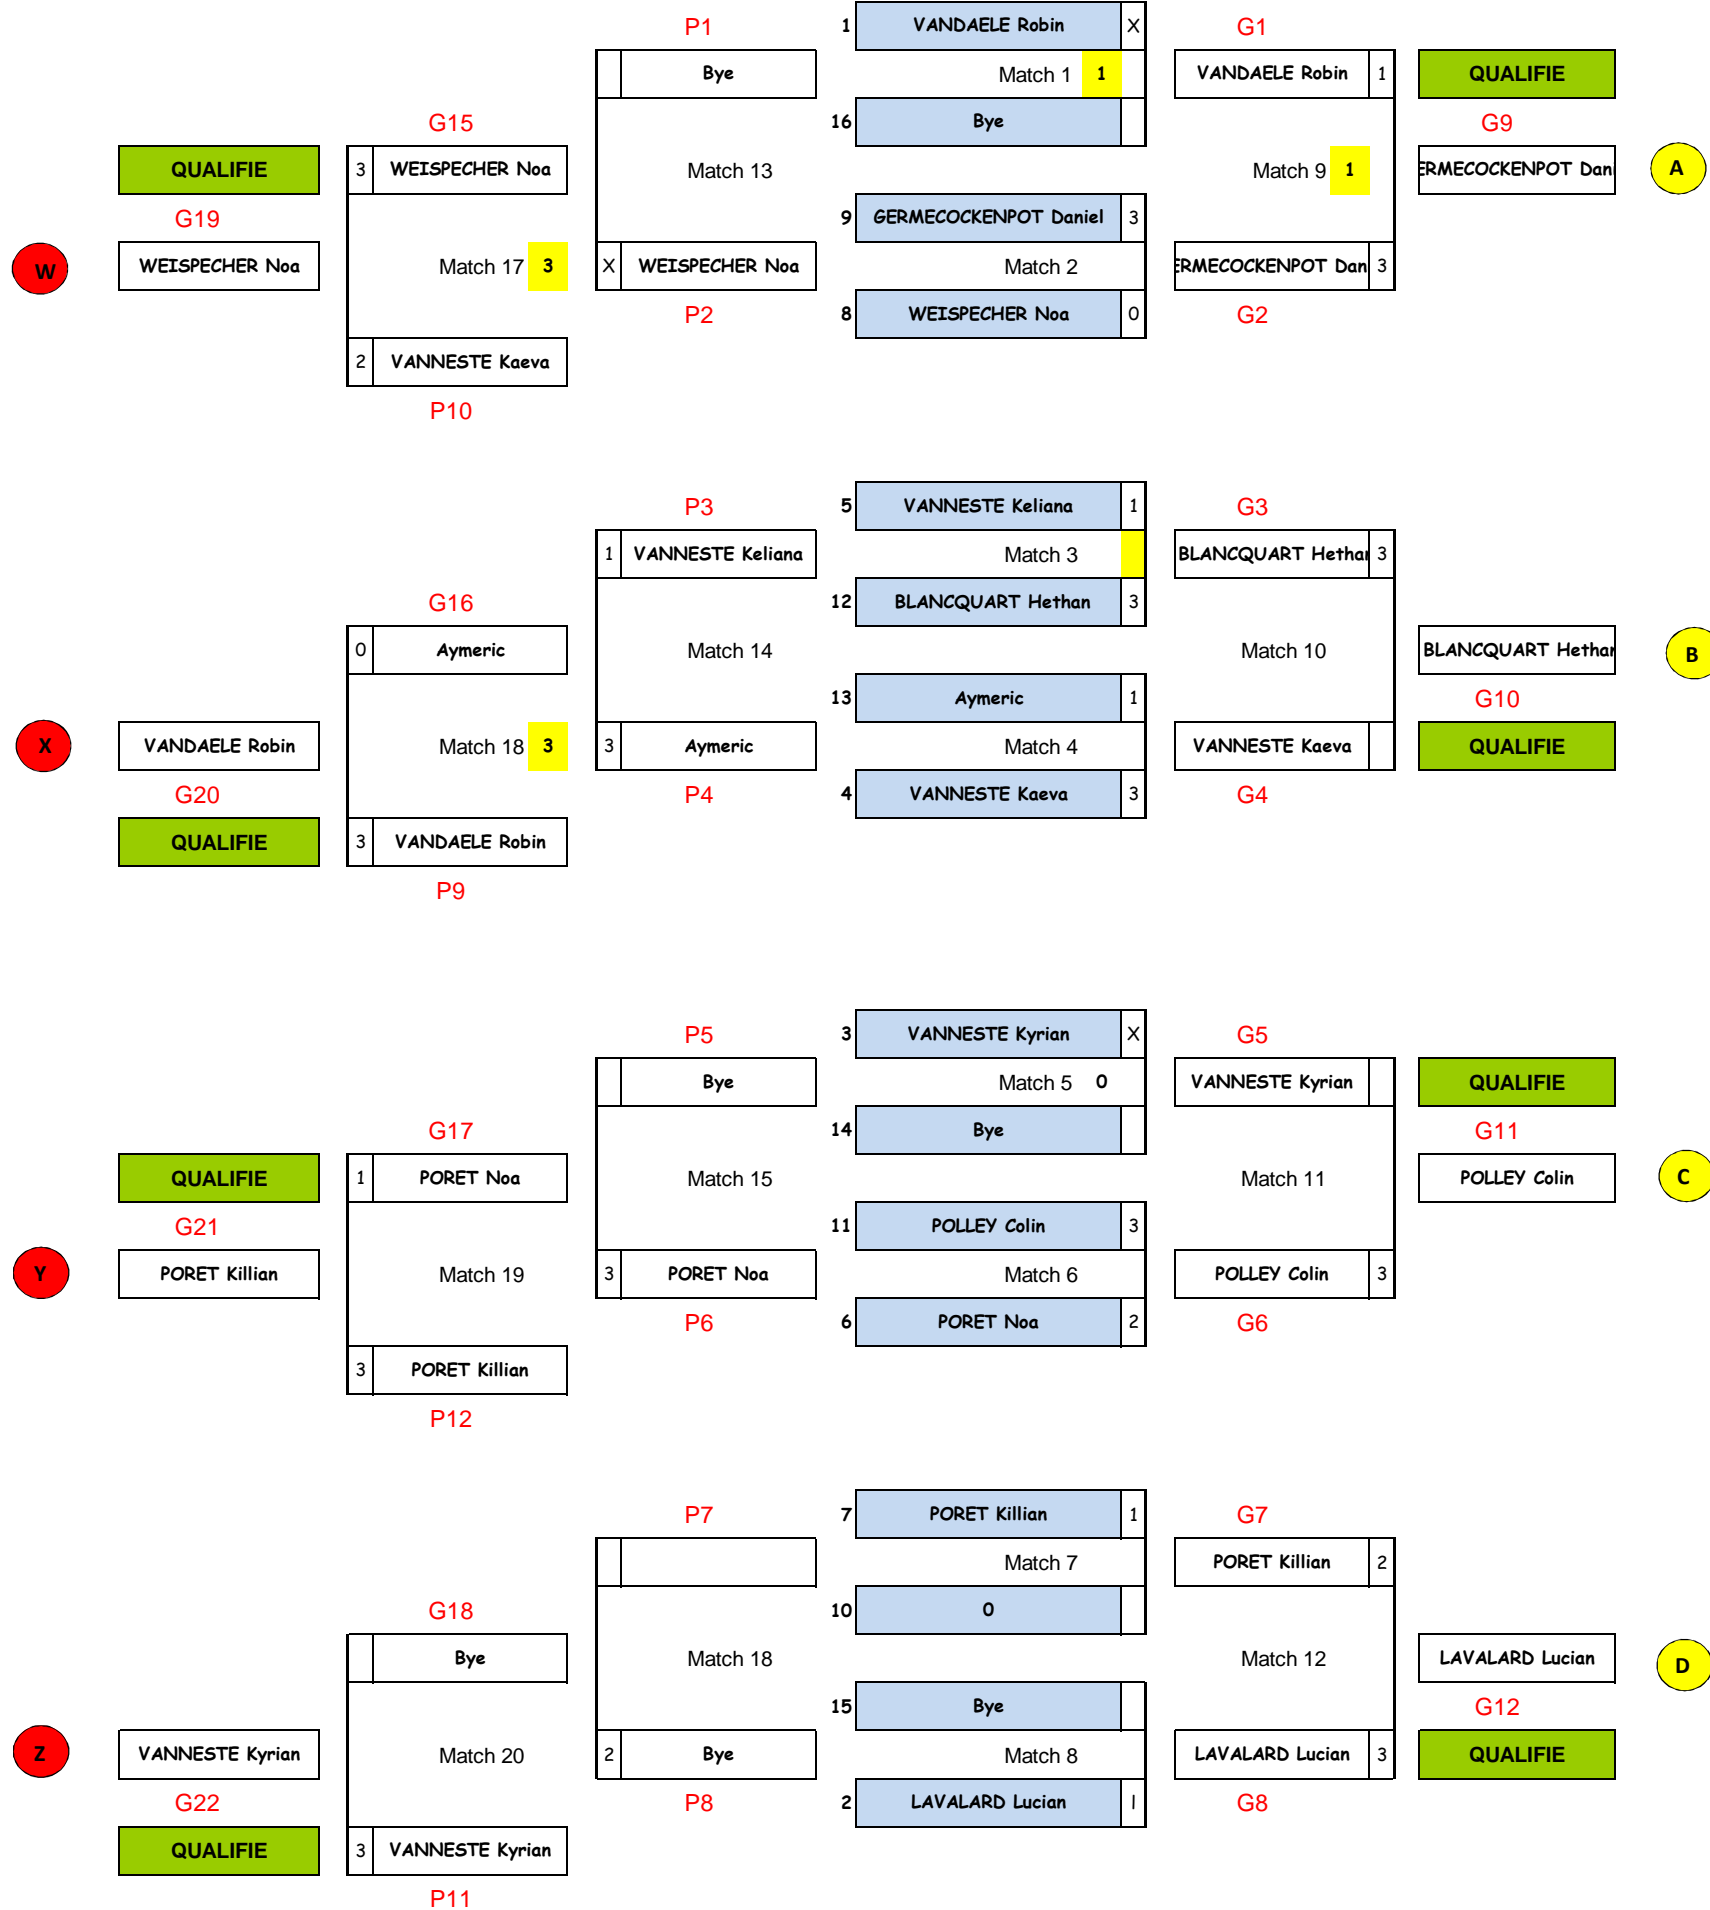 P1
1 VANDAELE Robin X
G1
Bye
Match 1 1
VANDAELE Robin 1
QUALIFIE
G15
16 Bye
G9
QUALIFIE
3 WEISPECHER Noa
Match 13
Match 9 1
ERMECOCKENPOT Dani
A
G19
9 GERMECOCKENPOT Daniel 3
W
WEISPECHER Noa
Match 17 3
X WEISPECHER Noa
Match 2
ERMECOCKENPOT Dan 3
P2
8 WEISPECHER Noa 0
G2
2 VANNESTE Kaeva
P10
P3
5 VANNESTE Keliana 1
G3
1 VANNESTE Keliana
Match 3
BLANCQUART Hethan 3
G16
12 BLANCQUART Hethan 3
0 Aymeric
Match 14
Match 10
BLANCQUART Hethan
B
13 Aymeric 1
G10
X
VANDAELE Robin
Match 18 3
3 Aymeric
Match 4
VANNESTE Kaeva
QUALIFIE
G20
P4
4 VANNESTE Kaeva 3
G4
QUALIFIE
3 VANDAELE Robin
P9
P5
3 VANNESTE Kyrian X
G5
Bye
Match 5 0
VANNESTE Kyrian
QUALIFIE
G17
14 Bye
G11
QUALIFIE
1 PORET Noa
Match 15
Match 11
POLLEY Colin
C
G21
11 POLLEY Colin 3
Y
PORET Killian
Match 19
3 PORET Noa
Match 6
POLLEY Colin 3
P6
6 PORET Noa 2
G6
3 PORET Killian
P12
P7
7 PORET Killian 1
G7
Match 7
PORET Killian 2
G18
10 0
Bye
Match 18
Match 12
LAVALARD Lucian
D
15 Bye
G12
Z
VANNESTE Kyrian
Match 20
2 Bye
Match 8
LAVALARD Lucian 3
QUALIFIE
G22
P8
2 LAVALARD Lucian l
G8
QUALIFIE
3 VANNESTE Kyrian
P11